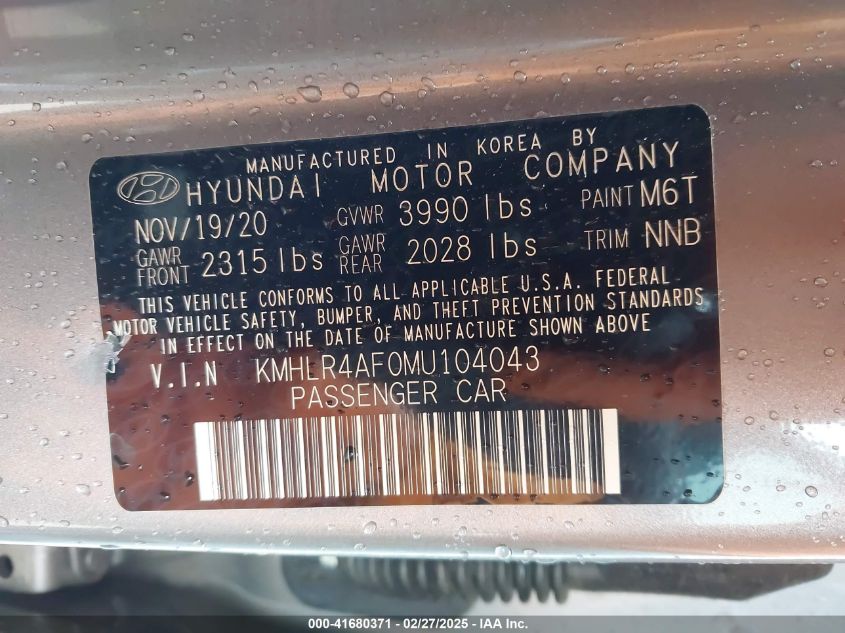 MANUFACTURED IN KOREA BY
HYUNDAI MOTOR COMPANY
NOV/19/20 GVWR 3990 lbs PAINT M6T
GAWR FRONT 2315 lbs GAWR REAR 2028 lbs TRIM NNB
THIS VEHICLE CONFORMS TO ALL APPLICABLE U.S.A. FEDERAL
MOTOR VEHICLE SAFETY, BUMPER, AND THEFT PREVENTION STANDARDS
IN EFFECT ON THE DATE OF MANUFACTURE SHOWN ABOVE
V.I.N KMHLR4AF0MU104043
PASSENGER CAR
000-41680371 - 02/27/2025 - IAAI.com